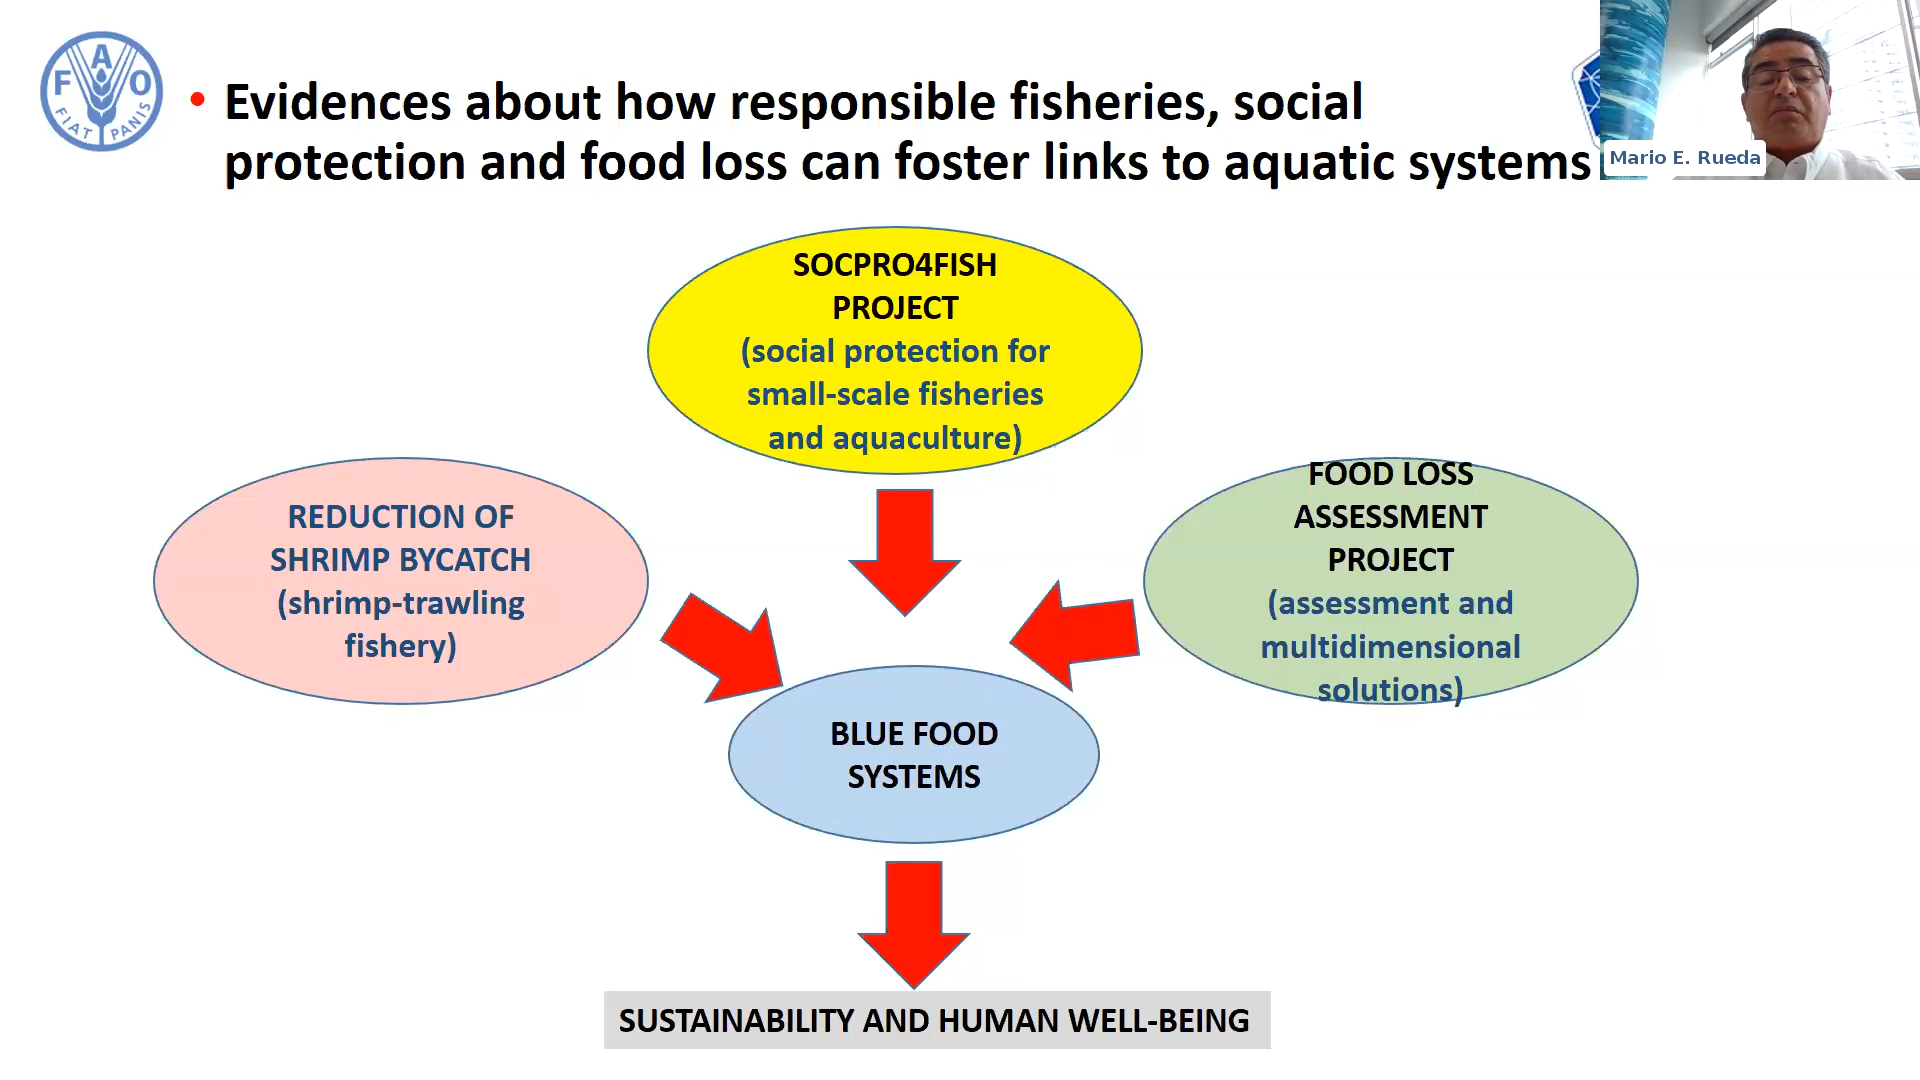 F A O
FIAT PANIS
• Evidences about how responsible fisheries, social
protection and food loss can foster links to aquatic systems
Mario E. Rueda
SOCPRO4FISH
PROJECT
(social protection for
small-scale fisheries
and aquaculture)
REDUCTION OF
SHRIMP BYCATCH
(shrimp-trawling
fishery)
FOOD LOSS
ASSESSMENT
PROJECT
(assessment and
multidimensional
solutions)
BLUE FOOD
SYSTEMS
SUSTAINABILITY AND HUMAN WELL-BEING